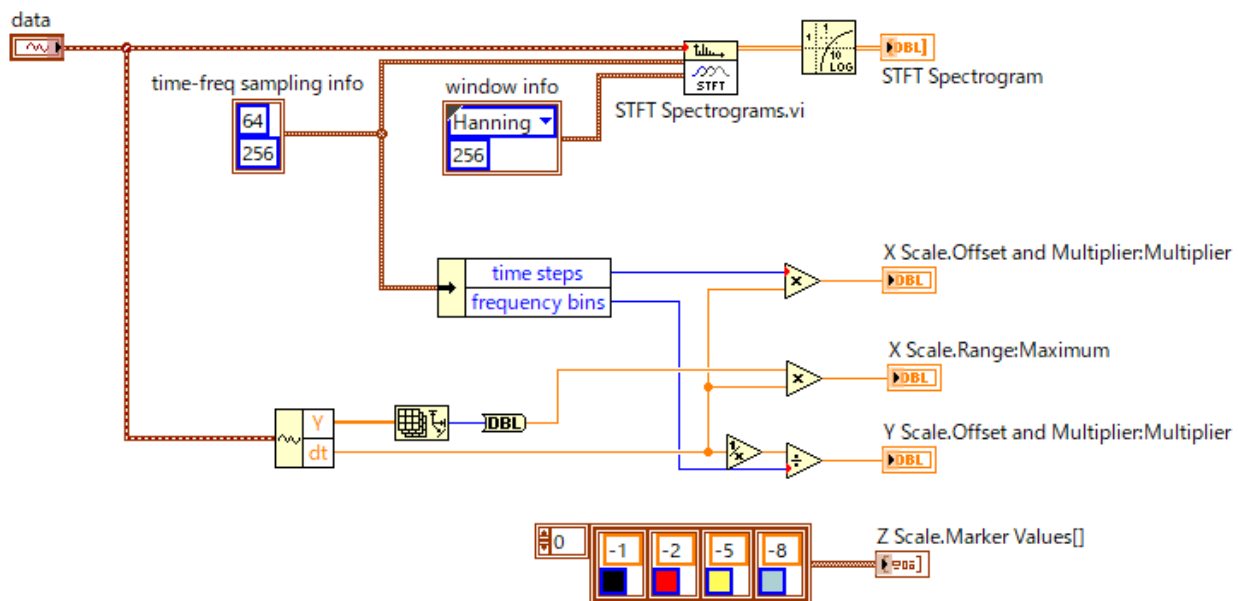 data
time-freq sampling info
64
256
window info
Hanning
256
STFT
STFT Spectrograms.vi
1 1
10
LOG
DBL]
STFT Spectrogram
time steps
frequency bins
×
X Scale.Offset and Multiplier:Multiplier
DBL
X Scale.Range:Maximum
×
DBL
Y
dt
DBL
1
x
÷
Y Scale.Offset and Multiplier:Multiplier
DBL
0
-1 -2 -5 -8
Z Scale.Marker Values[]